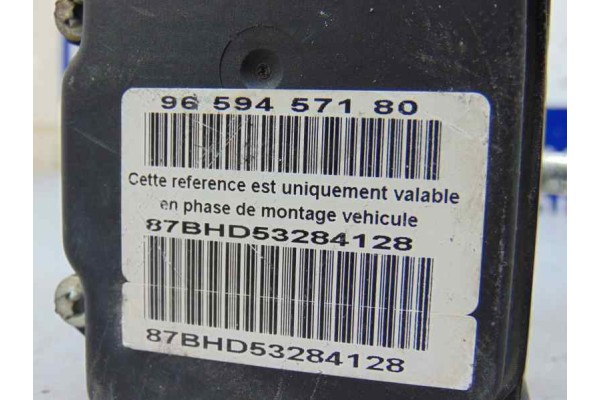 96 594 571 80
Cette reference est uniquement valable
en phase de montage vehicule
87BHD53284128
87BHD53284128